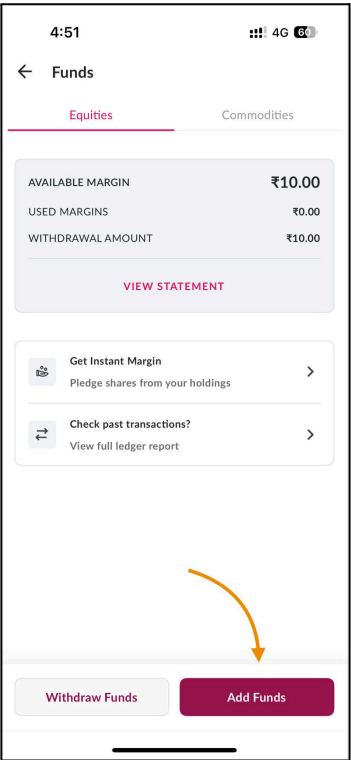 4:51 4G 60
Funds
Equities Commodities
AVAILABLE MARGIN ₹10.00
USED MARGINS ₹0.00
WITHDRAWAL AMOUNT ₹10.00
VIEW STATEMENT
Get Instant Margin
Pledge shares from your holdings
Check past transactions?
View full ledger report
Withdraw Funds Add Funds